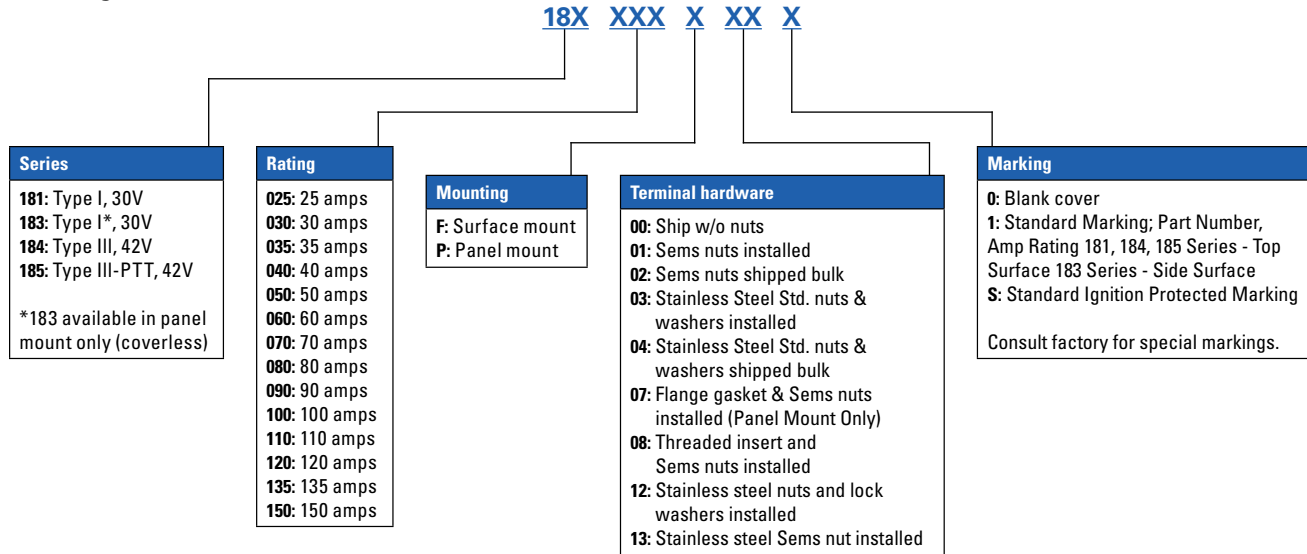 18X XXX X XX X
Series
181: Type I, 30V
183: Type I*, 30V
184: Type III, 42V
185: Type III-PTT, 42V
*183 available in panel
mount only (coverless)
Rating
025: 25 amps
030: 30 amps
035: 35 amps
040: 40 amps
050: 50 amps
060: 60 amps
070: 70 amps
080: 80 amps
090: 90 amps
100: 100 amps
110: 110 amps
120: 120 amps
135: 135 amps
150: 150 amps
Mounting
F: Surface mount
P: Panel mount
Terminal hardware
00: Ship w/o nuts
01: Sems nuts installed
02: Sems nuts shipped bulk
03: Stainless Steel Std. nuts &
washers installed
04: Stainless Steel Std. nuts &
washers shipped bulk
07: Flange gasket & Sems nuts
installed (Panel Mount Only)
08: Threaded insert and
Sems nuts installed
12: Stainless steel nuts and lock
washers installed
13: Stainless steel Sems nut installed
Marking
0: Blank cover
1: Standard Marking; Part Number,
Amp Rating 181, 184, 185 Series - Top
Surface 183 Series - Side Surface
S: Standard Ignition Protected Marking
Consult factory for special markings.